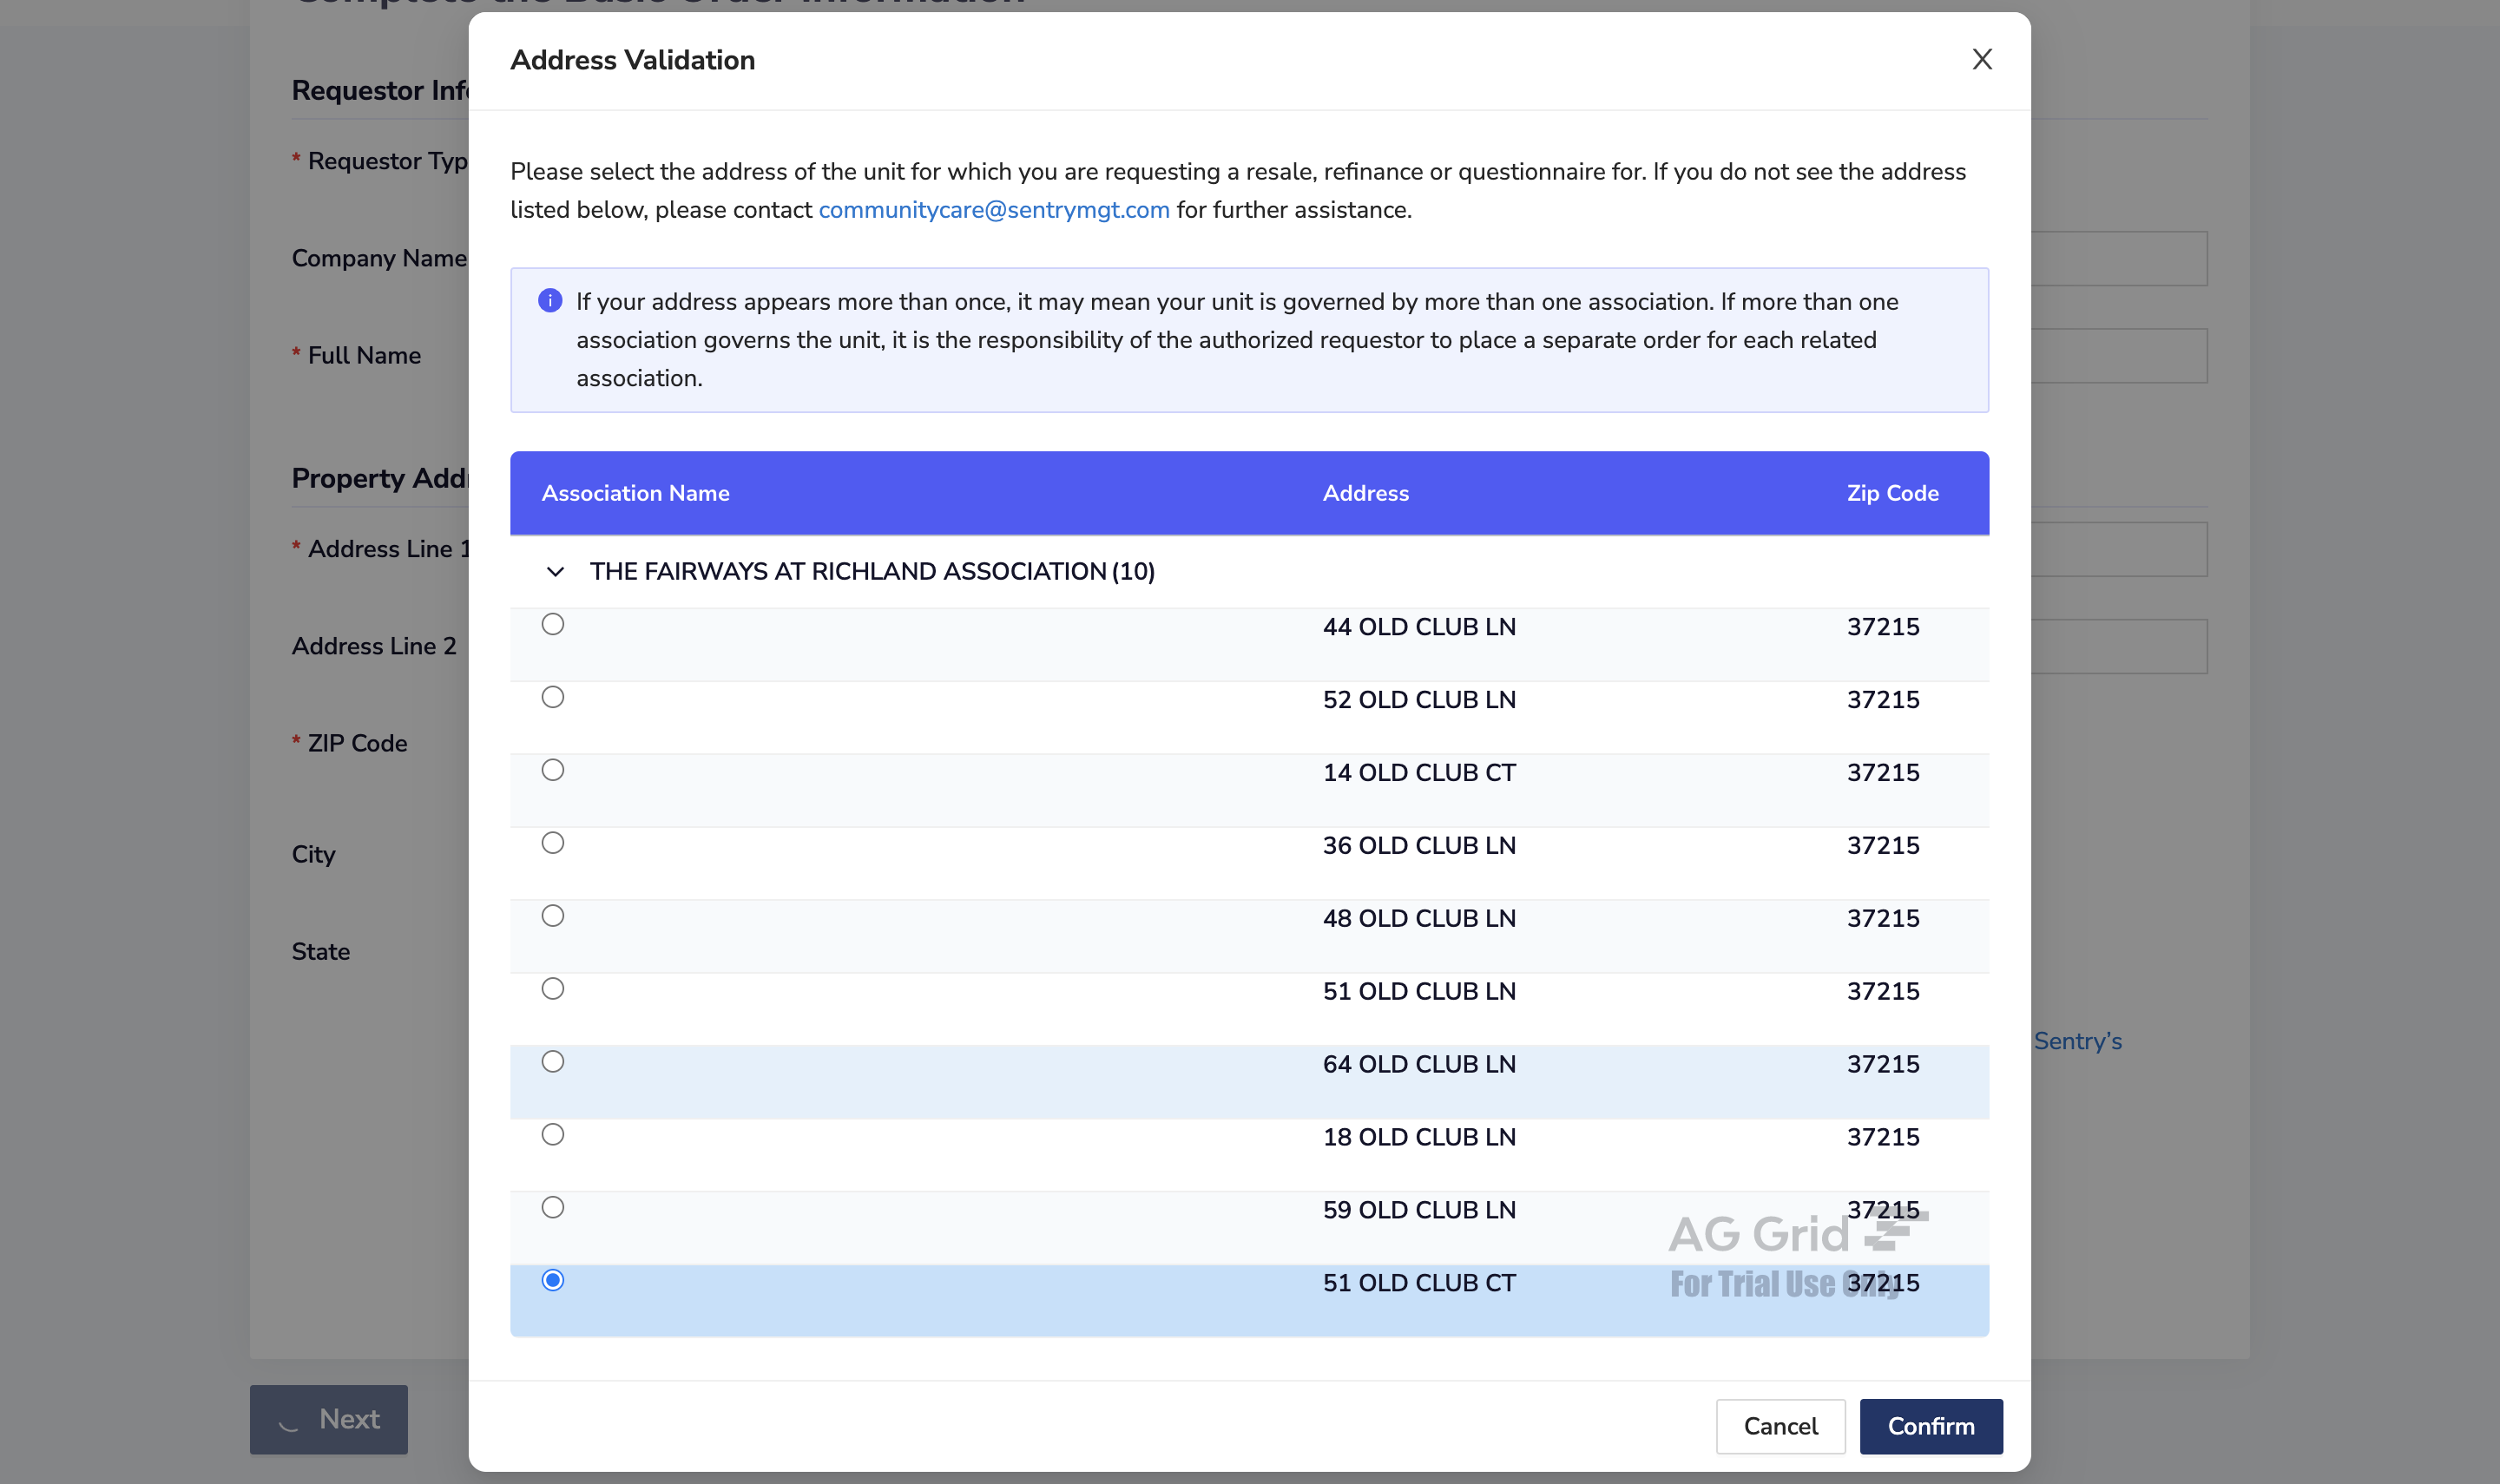 Complete the Basic Order Information
Address Validation
Requestor Info
* Requestor Typ
Company Name
* Full Name
Property Addr
* Address Line 1
Address Line 2
* ZIP Code
City
State
Please select the address of the unit for which you are requesting a resale, refinance or questionnaire for. If you do not see the address
listed below, please contact communitycare@sentrymgt.com for further assistance.
If your address appears more than once, it may mean your unit is governed by more than one association. If more than one
association governs the unit, it is the responsibility of the authorized requestor to place a separate order for each related
association.
Association Name Address Zip Code
THE FAIRWAYS AT RICHLAND ASSOCIATION (10)
44 OLD CLUB LN 37215
52 OLD CLUB LN 37215
14 OLD CLUB CT 37215
36 OLD CLUB LN 37215
48 OLD CLUB LN 37215
51 OLD CLUB LN 37215
64 OLD CLUB LN 37215
18 OLD CLUB LN 37215
59 OLD CLUB LN 37215
51 OLD CLUB CT 37215
AG Grid
For Trial Use Only
Sentry's
Next
Cancel Confirm